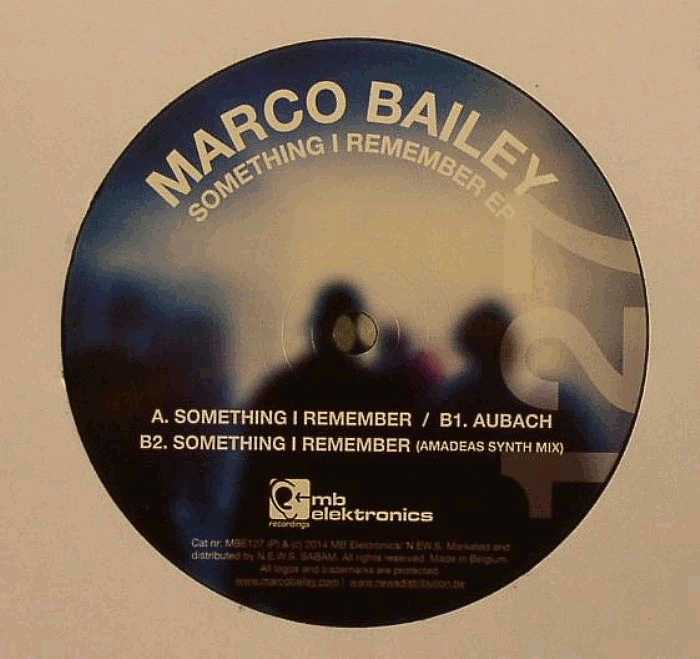 MARCO BAILEY
SOMETHING I REMEMBER EP
127
A. SOMETHING I REMEMBER / B1. AUBACH
B2. SOMETHING I REMEMBER (AMADEAS SYNTH MIX)
mb
elektronics
recordings
Cat nr: MBE127 (P) & (c) 2014 MB Elektronics/ N.E.W.S. Marketed and
distributed by N.E.W.S. SABAM. All rights reserved. Made in Belgium
All logos and trademarks are protected
www.marcobailey.com | www.newsdistribution.be